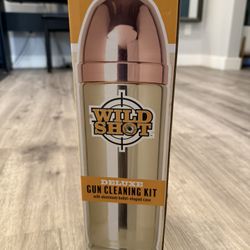 WILD
SHOT
DELUXE
GUN CLEANING KIT
with aluminum bullet-shaped case